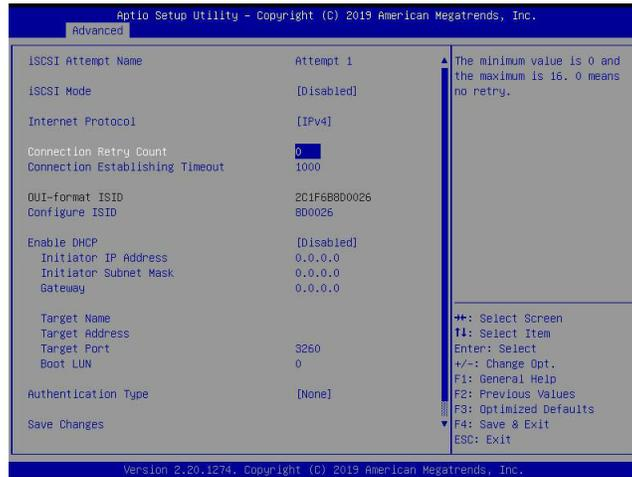 Aptio Setup Utility – Copyright (C) 2019 American Megatrends, Inc.
Advanced
iSCSI Attempt Name Attempt 1
iSCSI Mode [Disabled]
Internet Protocol [IPv4]
Connection Retry Count 0
Connection Establishing Timeout 1000
OUI-format ISID 2C1F6B8D0026
Configure ISID 8D0026
Enable DHCP [Disabled]
Initiator IP Address 0.0.0.0
Initiator Subnet Mask 0.0.0.0
Gateway 0.0.0.0
Target Name
Target Address
Target Port 3260
Boot LUN 0
Authentication Type [None]
Save Changes
The minimum value is 0 and
the maximum is 16. 0 means
no retry.
→←: Select Screen
↑↓: Select Item
Enter: Select
+/-: Change Opt.
F1: General Help
F2: Previous Values
F3: Optimized Defaults
F4: Save & Exit
ESC: Exit
Version 2.20.1274. Copyright (C) 2019 American Megatrends, Inc.